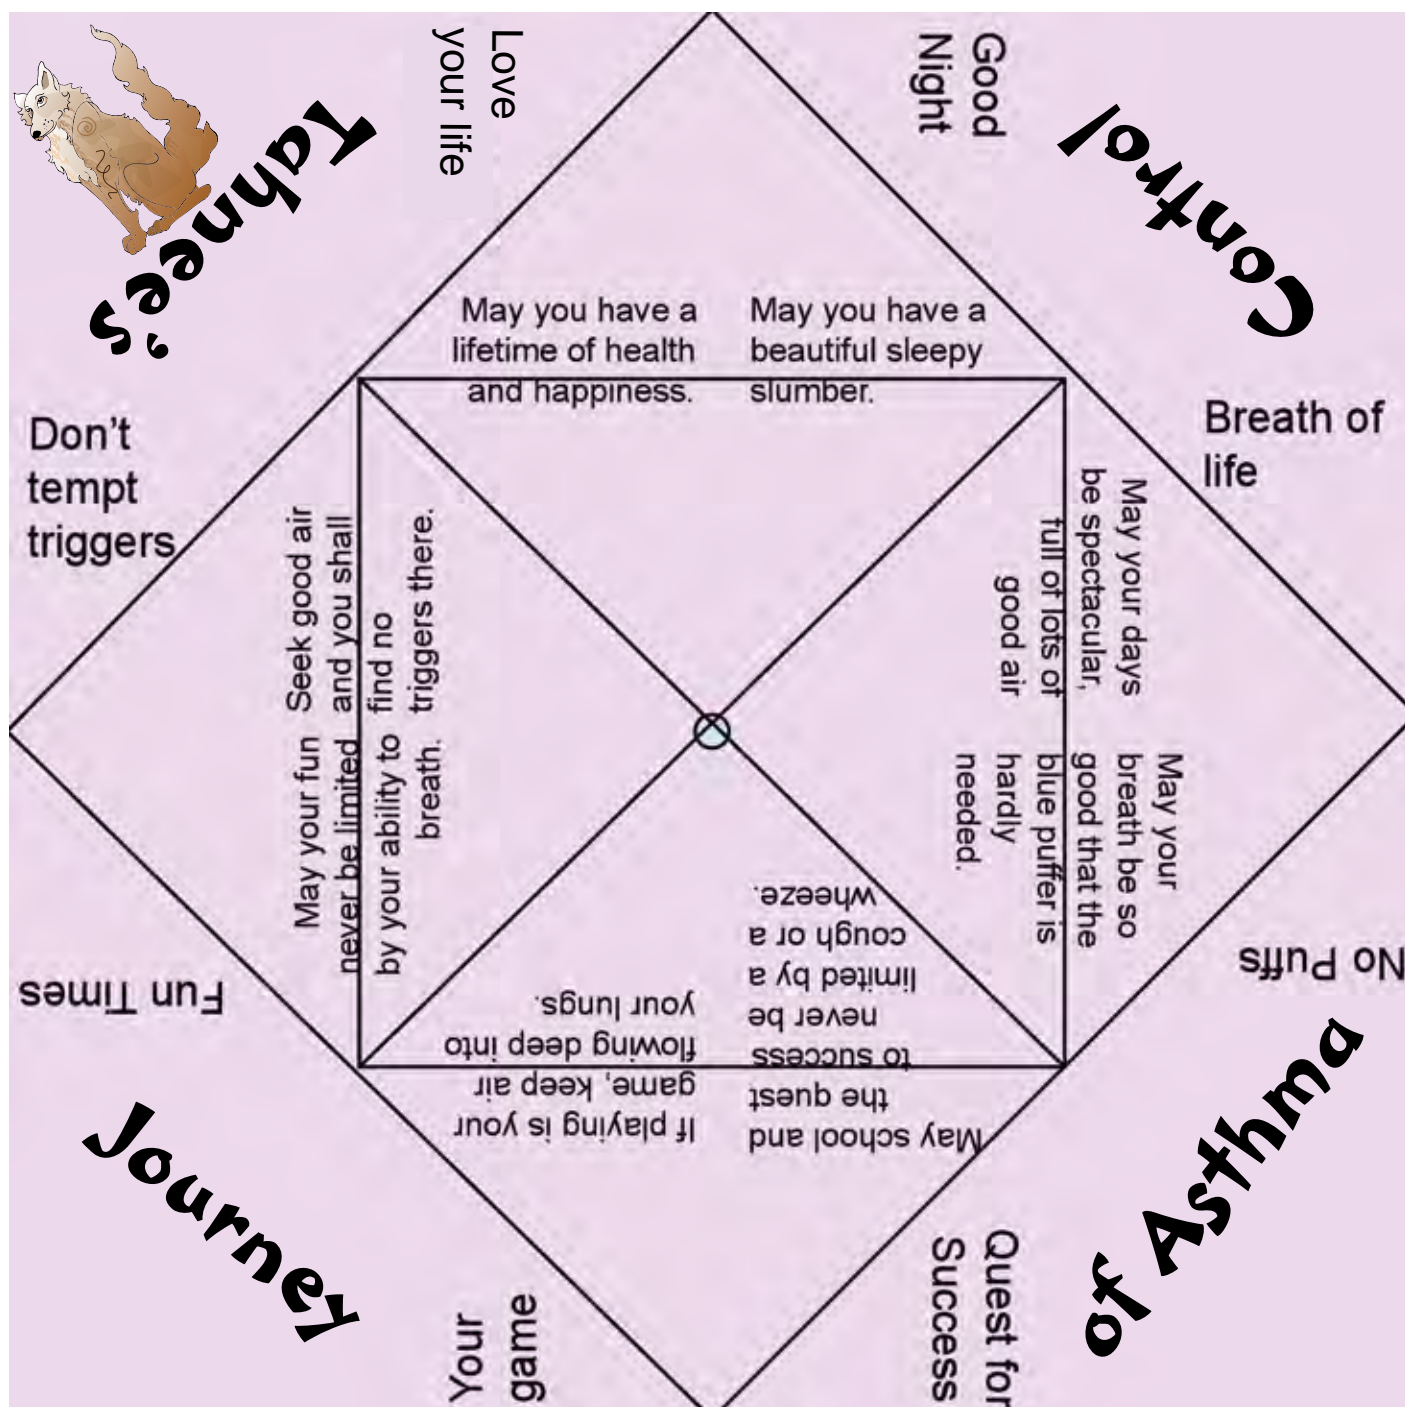 Tahnee's
Love
your life
Good
Night
Control
May you have a
lifetime of health
and happiness.
May you have a
beautiful sleepy
slumber.
Don't
tempt
triggers
Breath of
life
Seek good air
and you shall
find no
triggers there.
May your days
be spectacular,
full of lots of
good air
May your fun
never be limited
by your ability to
breath.
May your
breath be so
good that the
blue puffer is
hardly
needed.
Fun Times
No Puffs
If playing is your
game, keep air
flowing deep into
your lungs.
May school and
the quest
to success
never be
limited by a
cough or a
wheeze.
Journey
Your
game
Quest for
Success
of Asthma